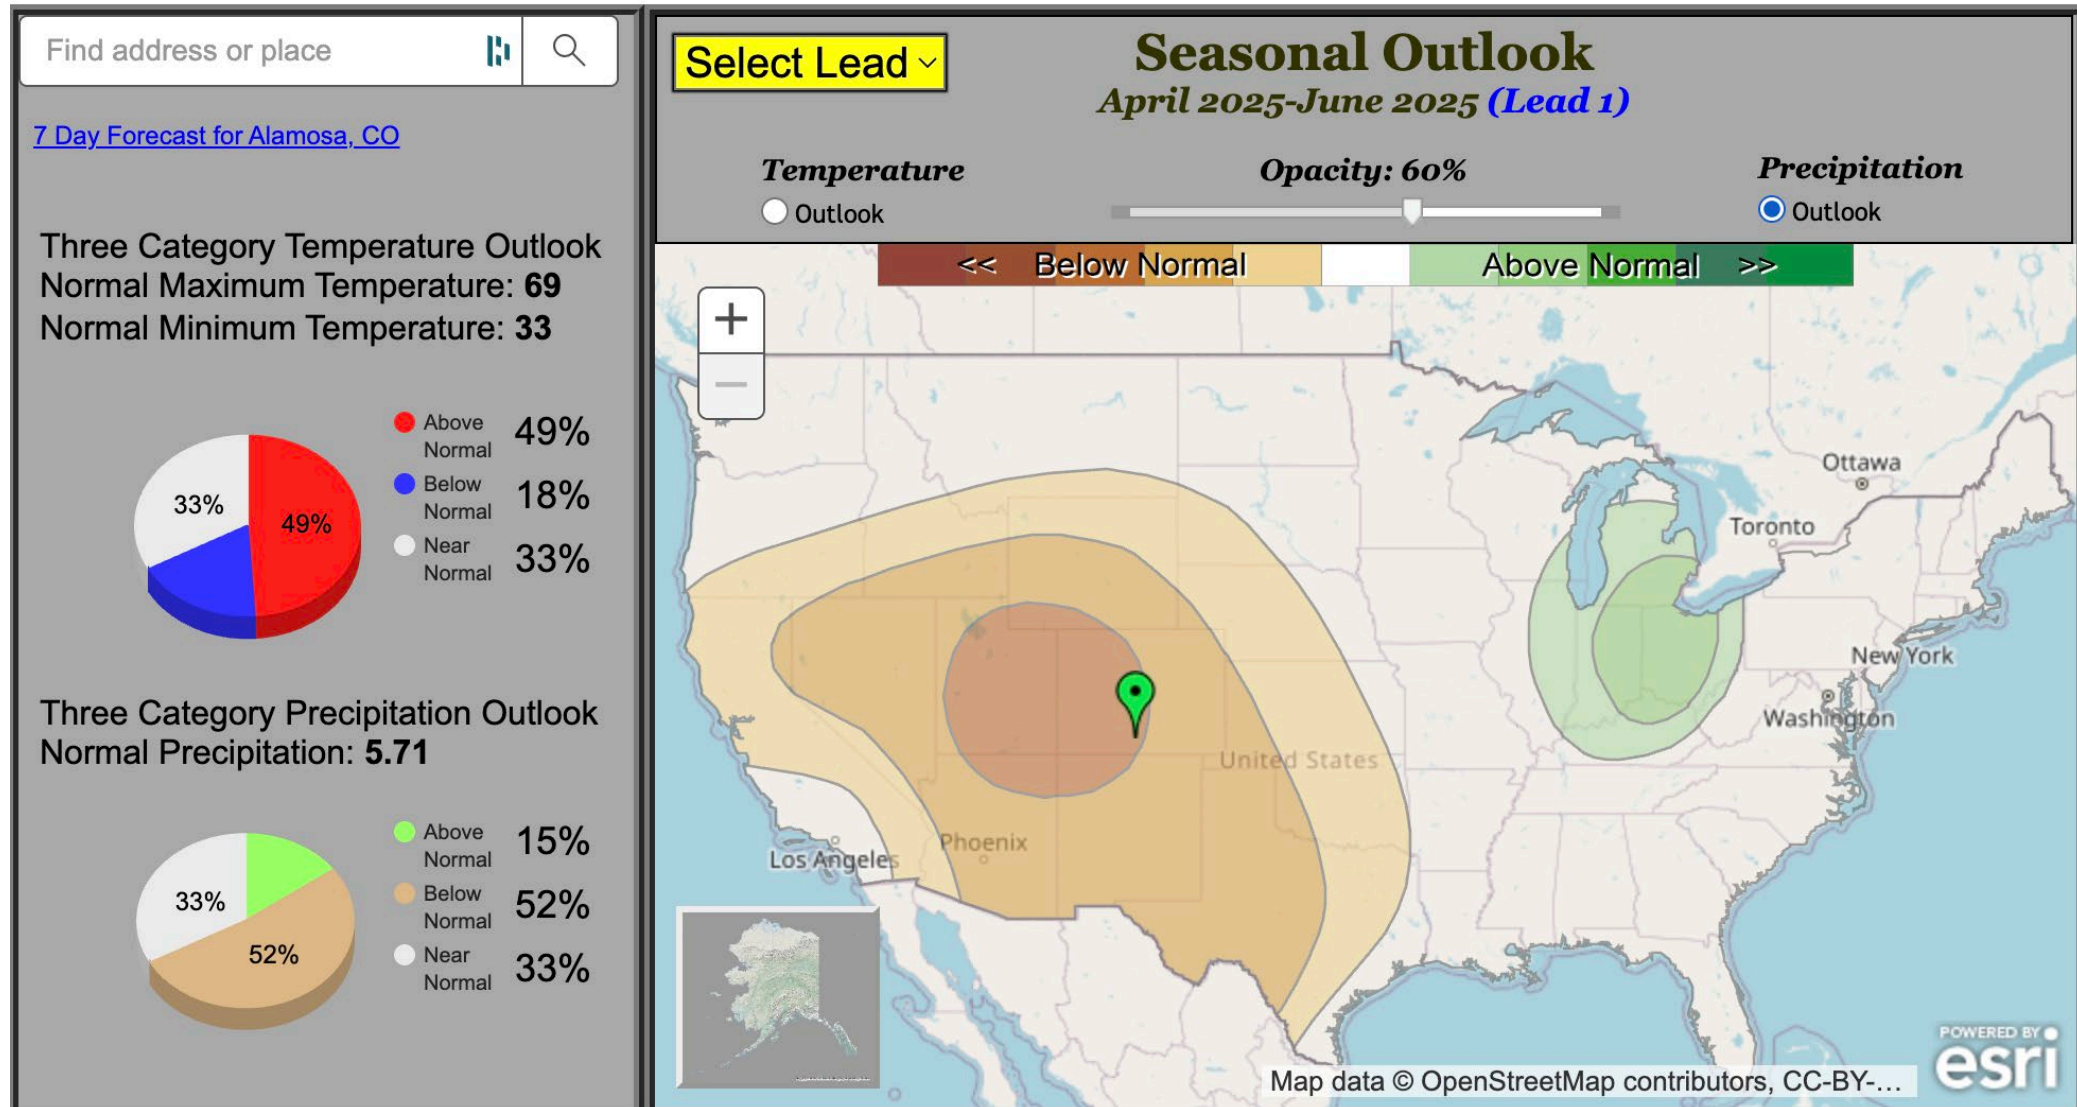 Find address or place
7 Day Forecast for Alamosa, CO
Three Category Temperature Outlook
Normal Maximum Temperature: 69
Normal Minimum Temperature: 33
Above
Normal
49%
Below
Normal
18%
Near
Normal
33%
33%
49%
Three Category Precipitation Outlook
Normal Precipitation: 5.71
Above
Normal
15%
Below
Normal
52%
Near
Normal
33%
33%
52%
Select Lead
Seasonal Outlook
April 2025-June 2025 (Lead 1)
Temperature
Outlook
Opacity: 60%
Precipitation
Outlook
<< Below Normal
Above Normal >>
+
−
Ottawa
Toronto
New York
Washington
United States
Phoenix
Los Angeles
POWERED BY
esri
Map data © OpenStreetMap contributors, CC-BY-...